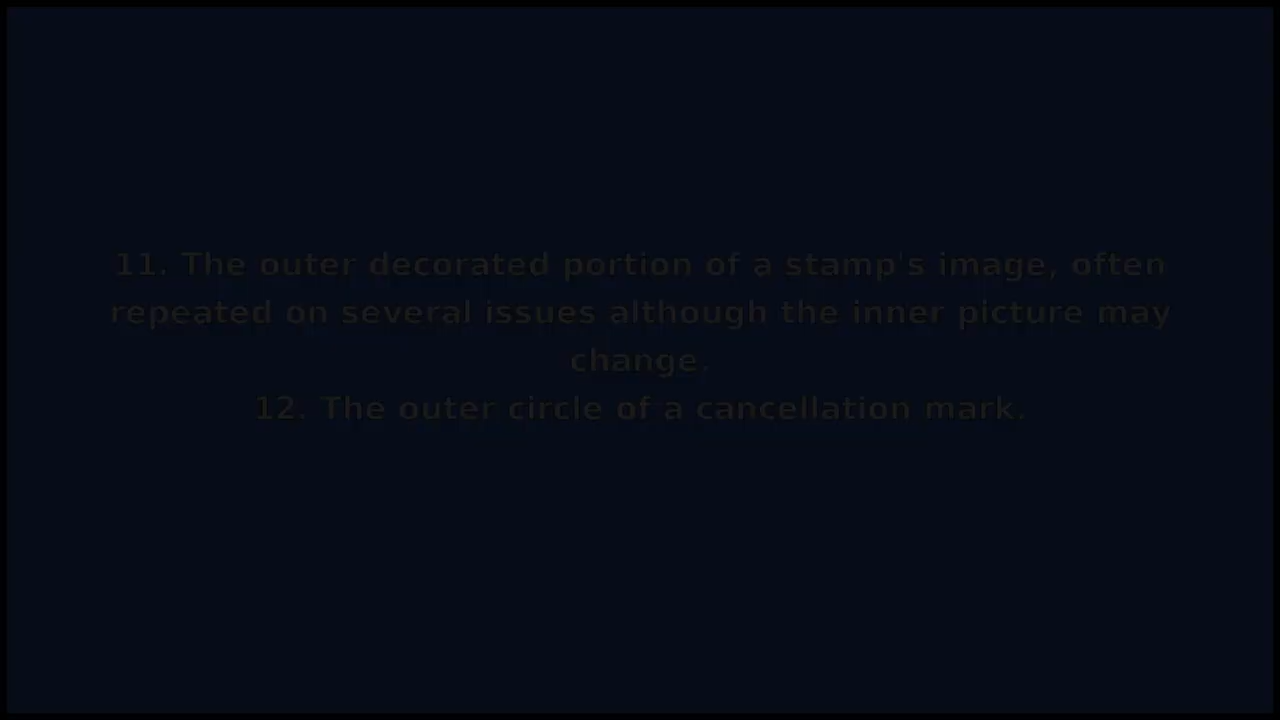 11. The outer decorated portion of a stamp's image, often
repeated on several issues although the inner picture may
change.
12. The outer circle of a cancellation mark.